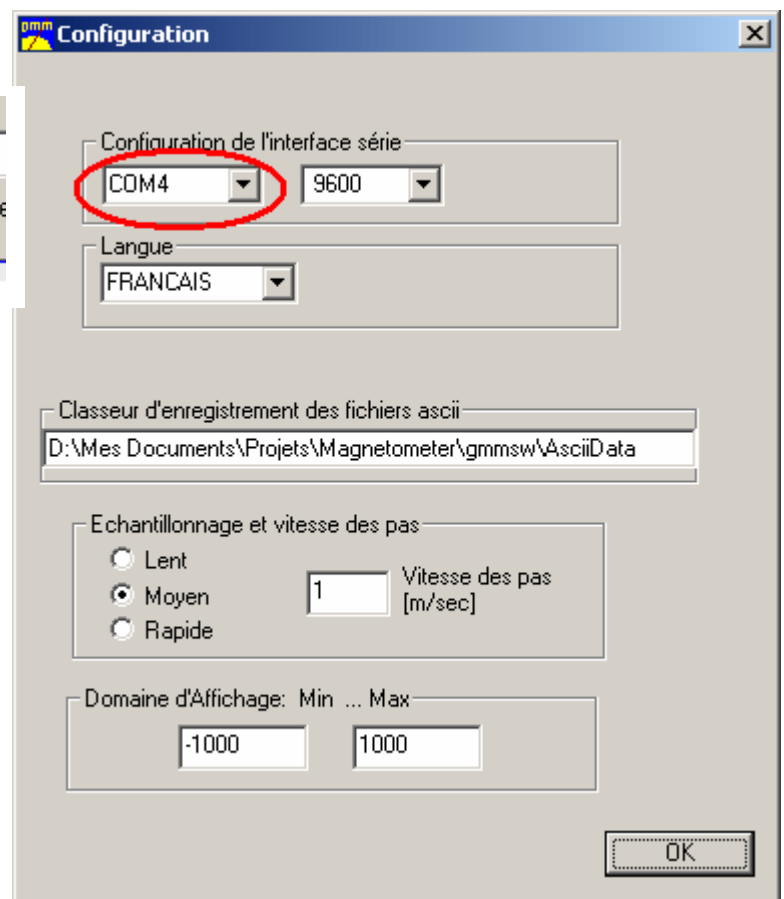 pmm Configuration
Configuration de l'interface série
COM4 9600
Langue
FRANCAIS
Classeur d'enregistrement des fichiers ascii
D:\Mes Documents\Projets\Magnetometer\gmmsw\AsciiData
Echantillonnage et vitesse des pas
Lent
Moyen
Rapide
1
Vitesse des pas
[m/sec]
Domaine d'Affichage: Min ... Max
-1000 1000
OK
e